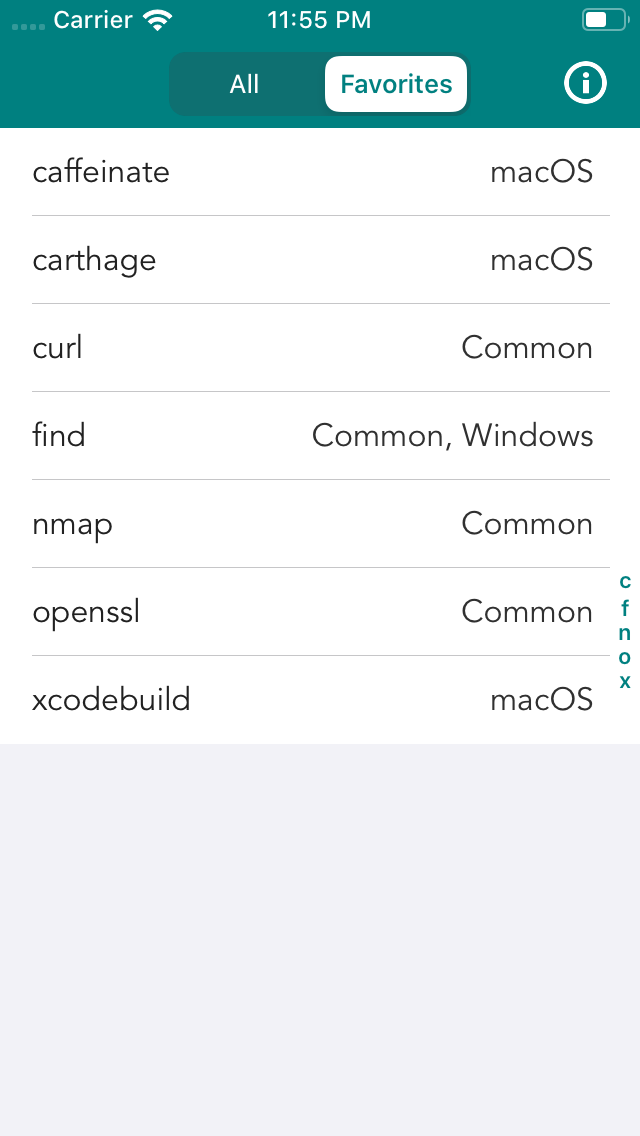 Carrier 11:55 PM
All Favorites
caffeinate macOS
carthage macOS
curl Common
find Common, Windows
nmap Common
openssl Common
xcodebuild macOS
c
f
n
o
x